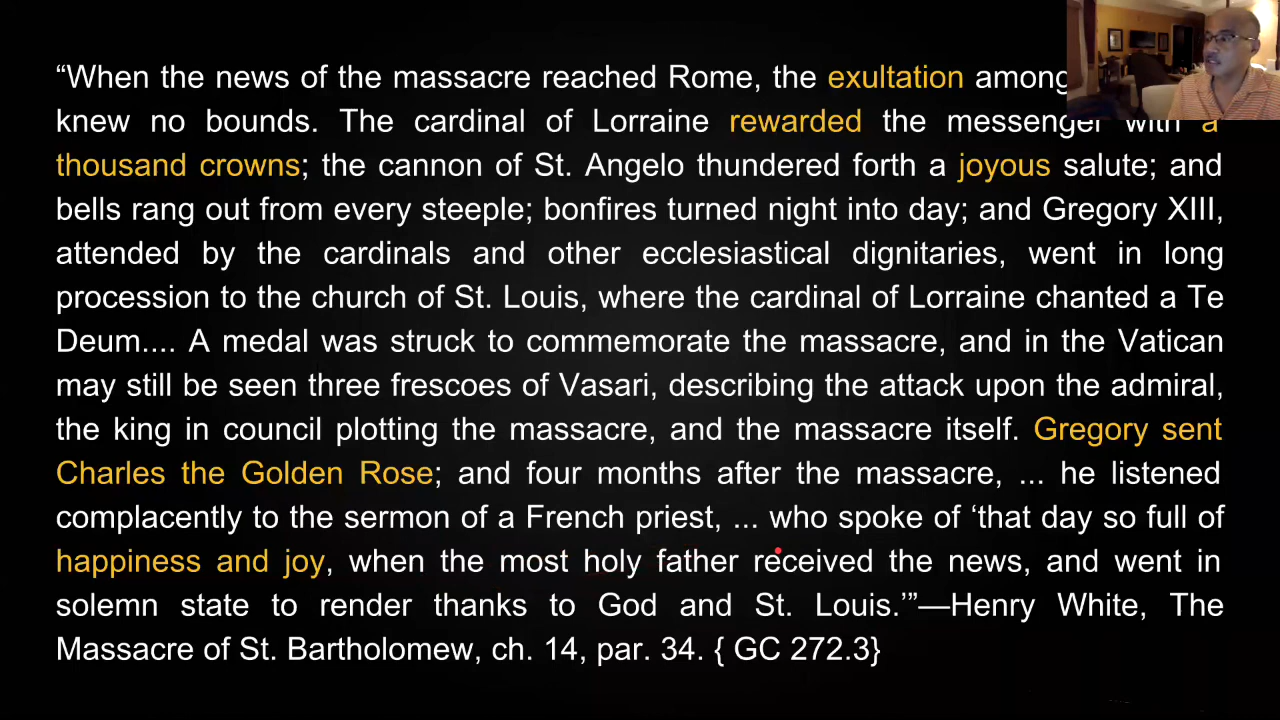 “When the news of the massacre reached Rome, the exultation among
knew no bounds. The cardinal of Lorraine rewarded the messenger with a
thousand crowns; the cannon of St. Angelo thundered forth a joyous salute; and
bells rang out from every steeple; bonfires turned night into day; and Gregory XIII,
attended by the cardinals and other ecclesiastical dignitaries, went in long
procession to the church of St. Louis, where the cardinal of Lorraine chanted a Te
Deum.... A medal was struck to commemorate the massacre, and in the Vatican
may still be seen three frescoes of Vasari, describing the attack upon the admiral,
the king in council plotting the massacre, and the massacre itself. Gregory sent
Charles the Golden Rose; and four months after the massacre, ... he listened
complacently to the sermon of a French priest, ... who spoke of ‘that day so full of
happiness and joy, when the most holy father received the news, and went in
solemn state to render thanks to God and St. Louis.’”—Henry White, The
Massacre of St. Bartholomew, ch. 14, par. 34. { GC 272.3}